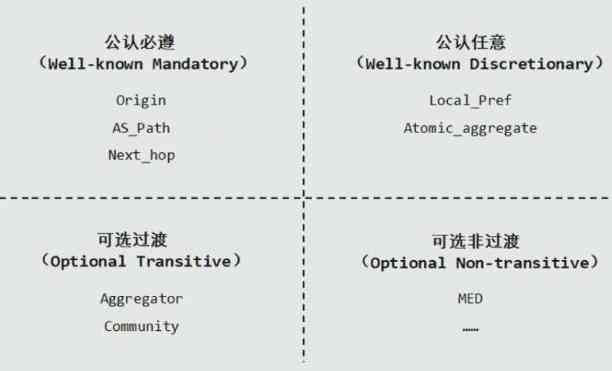 公认必遵
（Well-known Mandatory）
Origin
AS_Path
Next_hop
公认任意
（Well-known Discretionary）
Local_Pref
Atomic_aggregate
可选过渡
（Optional Transitive）
Aggregator
Community
可选非过渡
（Optional Non-transitive）
MED
……